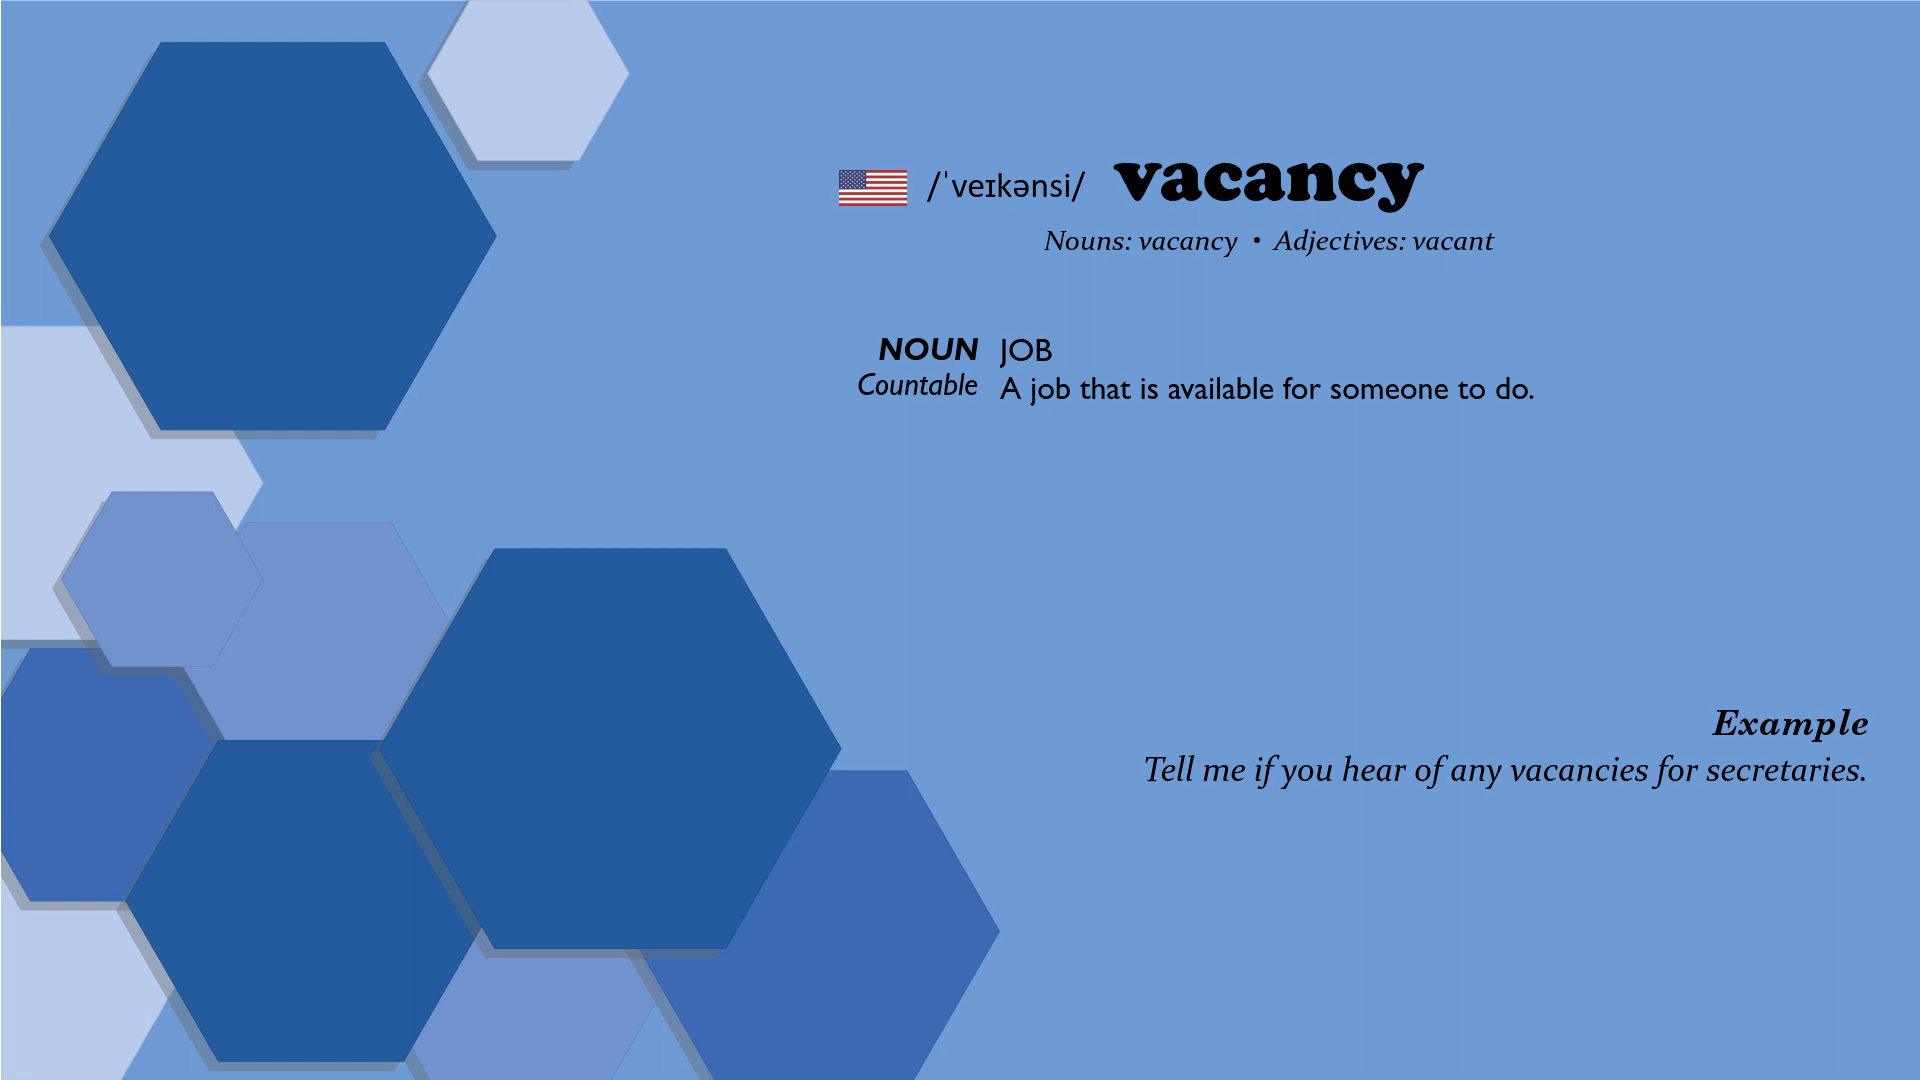 /ˈveɪkənsi/ vacancy
Nouns: vacancy • Adjectives: vacant
NOUN JOB
Countable A job that is available for someone to do.
Example
Tell me if you hear of any vacancies for secretaries.